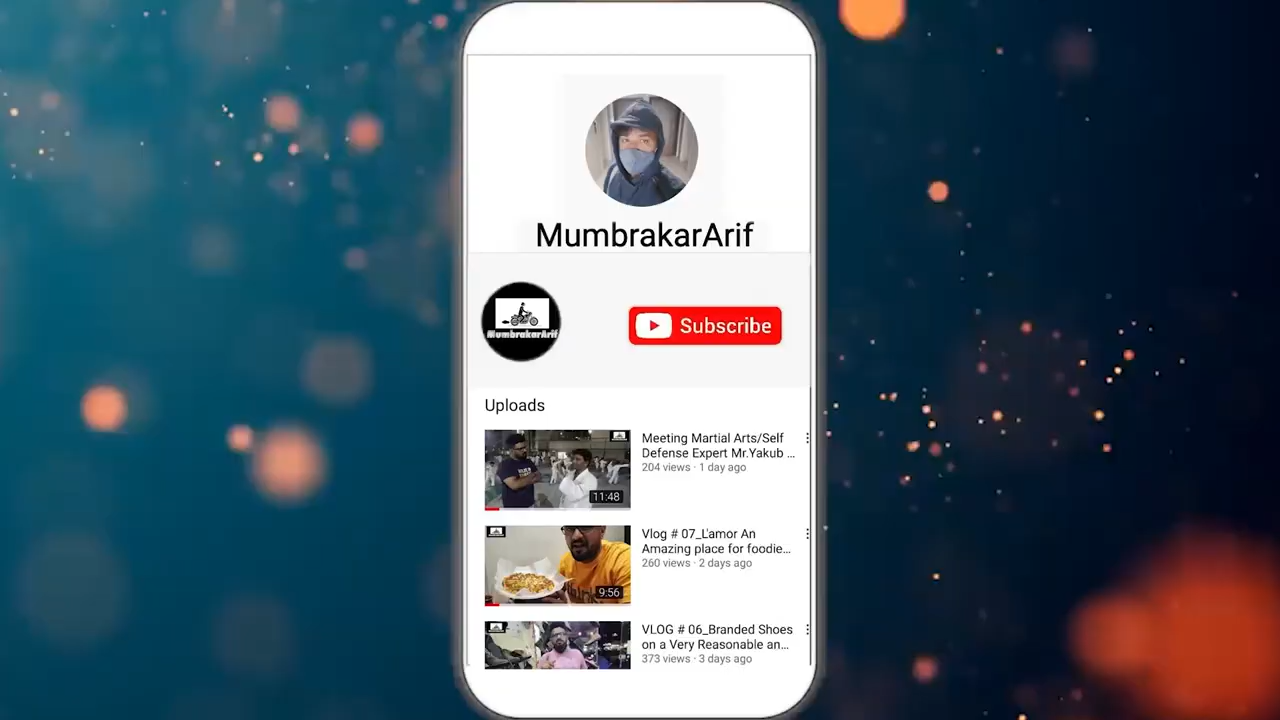 MumbrakarArif
MumbrakarArif
Subscribe
Uploads
Meeting Martial Arts/Self
Defense Expert Mr.Yakub ...
204 views · 1 day ago
11:48
Vlog # 07_L'amor An
Amazing place for foodie...
260 views · 2 days ago
9:56
VLOG # 06_Branded Shoes
on a Very Reasonable an...
373 views · 3 days ago